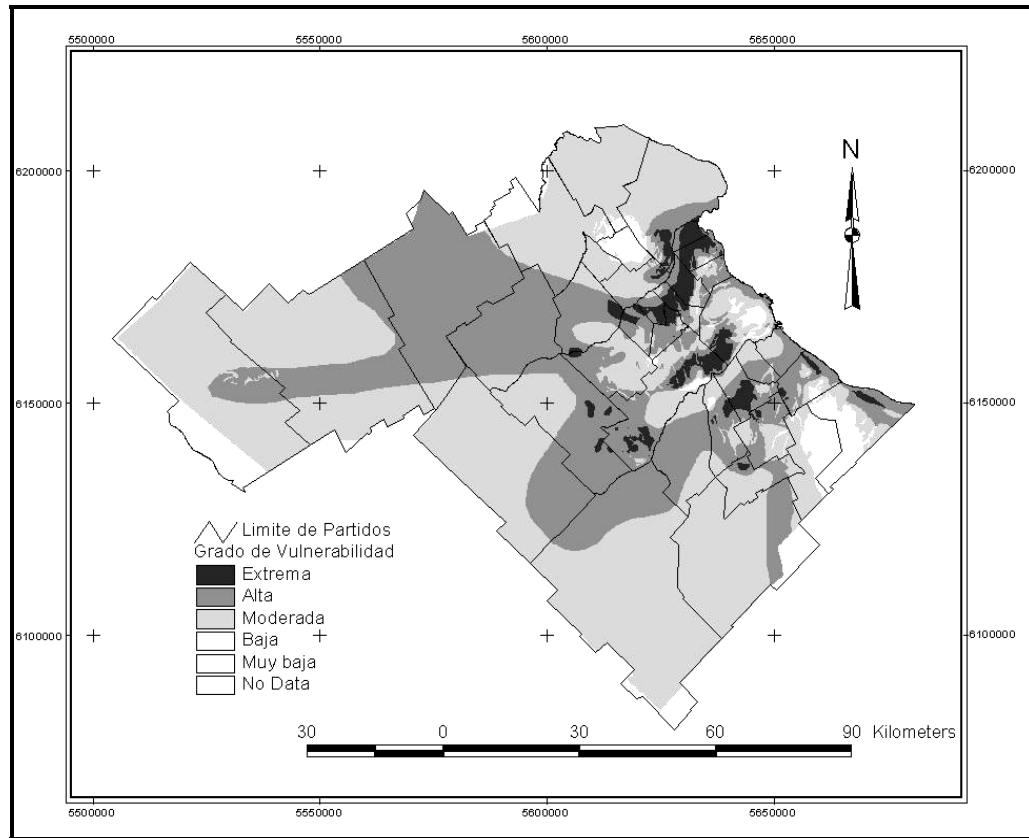 5500000 5550000 5600000 5650000
N
6200000 6200000
6150000 6150000
Limite de Partidos
Grado de Vulnerabilidad
Extrema
Alta
Moderada
Baja
Muy baja
No Data
6100000 6100000
30 0 30 60 90 Kilometers
5500000 5550000 5600000 5650000